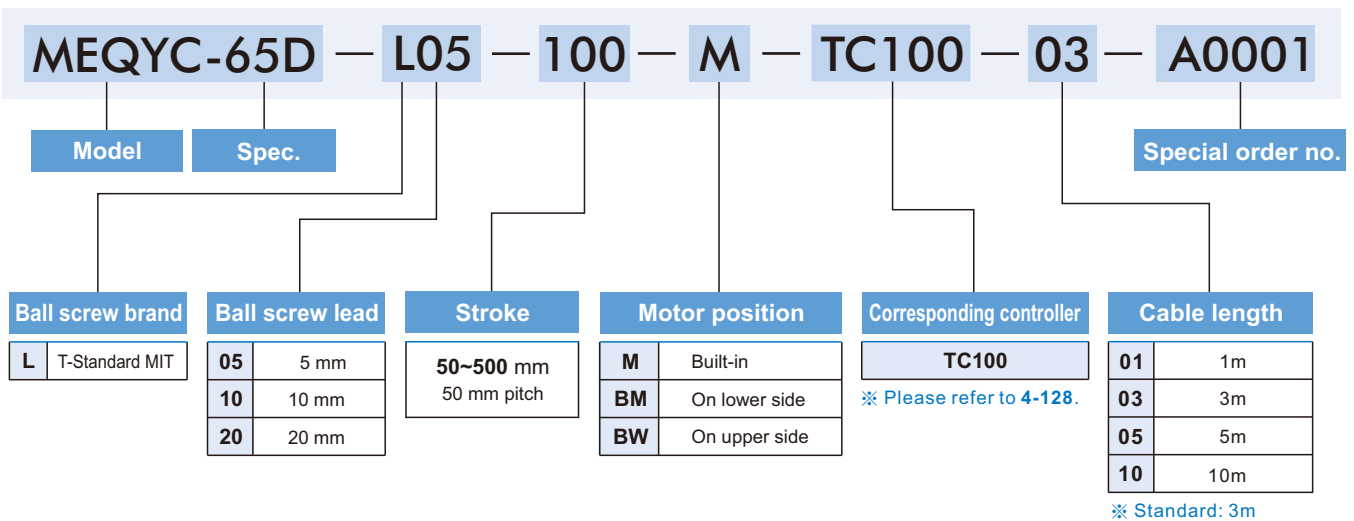 MEQYC-65D — L05 — 100 — M — TC100 — 03 — A0001
Model
Spec.
Special order no.
Ball screw brand
L T-Standard MIT
Ball screw lead
05 5 mm
10 10 mm
20 20 mm
Stroke
50~500 mm
50 mm pitch
Motor position
M Built-in
BM On lower side
BW On upper side
Corresponding controller
TC100
※ Please refer to 4-128.
Cable length
01 1m
03 3m
05 5m
10 10m
※ Standard: 3m